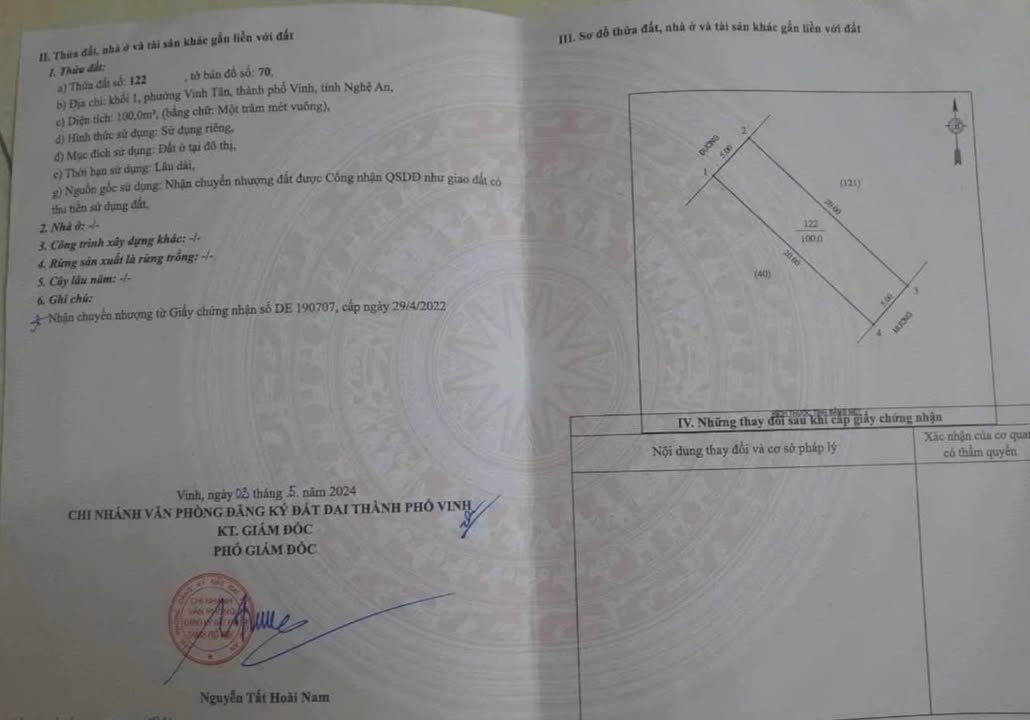 II. Thửa đất, nhà ở và tài sản khác gắn liền với đất
1. Thửa đất:
a) Thửa đất số: 122 , tờ bản đồ số: 70,
b) Địa chỉ: khối 1, phường Vinh Tân, thành phố Vinh, tỉnh Nghệ An,
c) Diện tích: 100,0m², (bằng chữ: Một trăm mét vuông),
d) Hình thức sử dụng: Sử dụng riêng,
đ) Mục đích sử dụng: Đất ở tại đô thị,
e) Thời hạn sử dụng: Lâu dài,
g) Nguồn gốc sử dụng: Nhận chuyển nhượng đất được Công nhận QSDĐ như giao đất có
thu tiền sử dụng đất,
2. Nhà ở: -/-
3. Công trình xây dựng khác: -/-
4. Rừng sản xuất là rừng trồng: -/-
5. Cây lâu năm: -/-
6. Ghi chú:
Nhận chuyển nhượng từ Giấy chứng nhận số DE 190707, cấp ngày 29/4/2022
Vinh, ngày 03 tháng 5 năm 2024
CHI NHÁNH VĂN PHÒNG ĐĂNG KÝ ĐẤT ĐAI THÀNH PHỐ VINH
KT. GIÁM ĐỐC
PHÓ GIÁM ĐỐC
CHI NHÁNH
VĂN PHÒNG
Nguyễn Tất Hoài Nam
III. Sơ đồ thửa đất, nhà ở và tài sản khác gắn liền với đất
ĐƯỜNG
5.00
2
1
(121)
20.00
122
100.0
20.00
(40)
3
5.00
4
MƯƠNG
IV. Những thay đổi sau khi cấp giấy chứng nhận
Nội dung thay đổi và cơ sở pháp lý
Xác nhận của cơ quan
có thẩm quyền